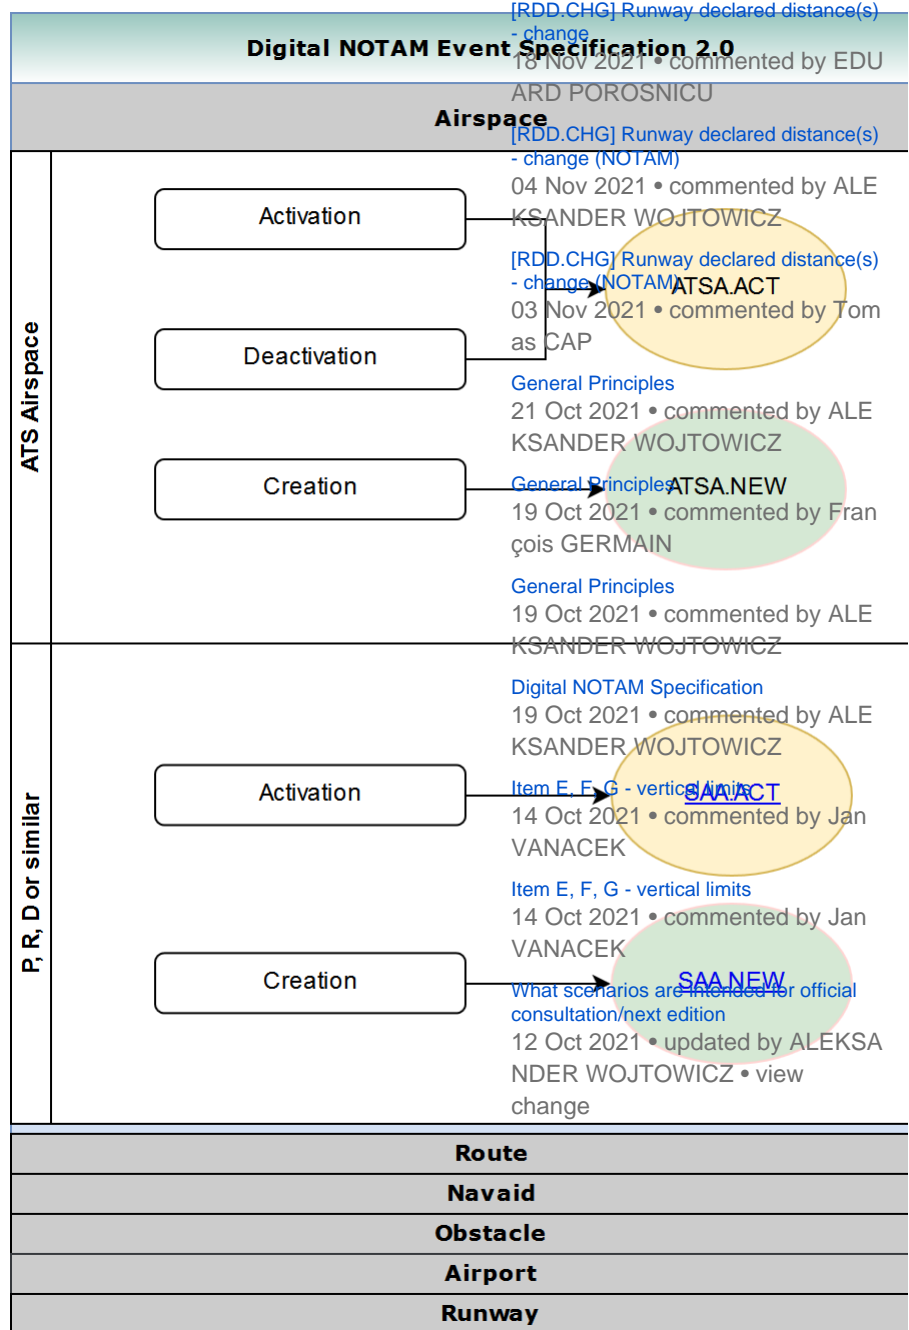 [RDD.CHG] Runway declared distance(s)
- change
Digital NOTAM Event Specification 2.0
18 Nov 2021 • commented by EDU
ARD POROSNICU
Airspace
[RDD.CHG] Runway declared distance(s)
- change (NOTAM)
04 Nov 2021 • commented by ALE
KSANDER WOJTOWICZ
[RDD.CHG] Runway declared distance(s)
- change (NOTAM)
03 Nov 2021 • commented by Tom
as CAP
General Principles
21 Oct 2021 • commented by ALE
KSANDER WOJTOWICZ
General Principles
19 Oct 2021 • commented by Fran
çois GERMAIN
General Principles
19 Oct 2021 • commented by ALE
KSANDER WOJTOWICZ
Digital NOTAM Specification
19 Oct 2021 • commented by ALE
KSANDER WOJTOWICZ
Item E, F, G - vertical limits
14 Oct 2021 • commented by Jan
VANACEK
Item E, F, G - vertical limits
14 Oct 2021 • commented by Jan
VANACEK
What scenarios are intended for official
consultation/next edition
12 Oct 2021 • updated by ALEKSA
NDER WOJTOWICZ • view
change
ATS Airspace
Activation
ATSA.ACT
Deactivation
Creation
ATSA.NEW
P, R, D or similar
Activation
SAA.ACT
Creation
SAA.NEW
Route
Navaid
Obstacle
Airport
Runway